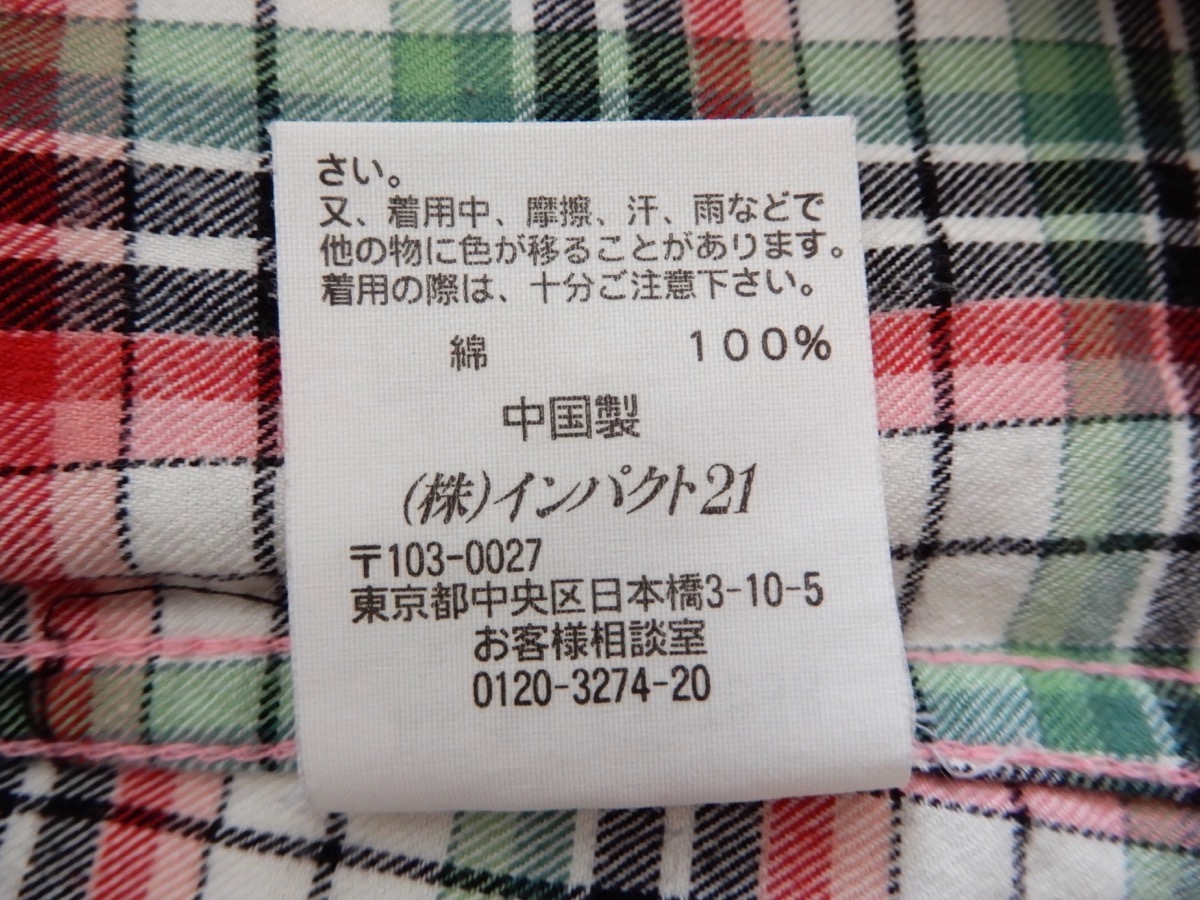 さい。
又、着用中、摩擦、汗、雨などで
他の物に色が移ることがあります。
着用の際は、十分ご注意下さい。
綿 100%
中国製
(株)インパクト21
〒103-0027
東京都中央区日本橋3-10-5
お客様相談室
0120-3274-20